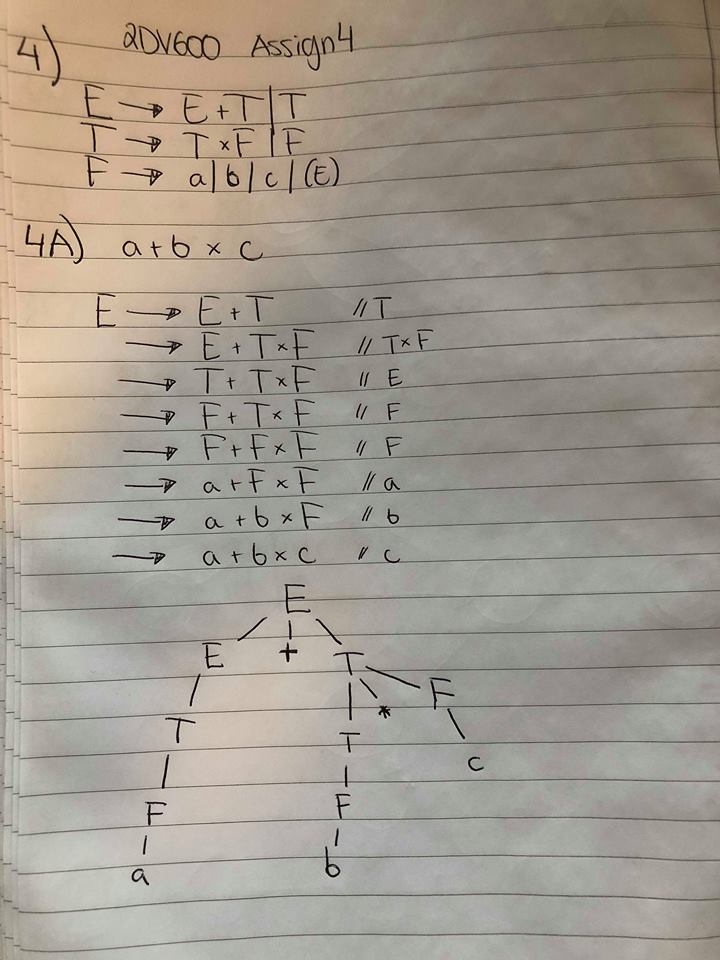 2DV600 Assign4
4)
E → E + T | T
T → T × F | F
F → a | b | c | (E)
4A) a + b × c
E → E + T // T
→ E + T × F // T × F
→ T + T × F // E
→ F + T × F // F
→ F + F × F // F
→ a + F × F // a
→ a + b × F // b
→ a + b × c // c
E
E + T
T T * F
F F c
a b